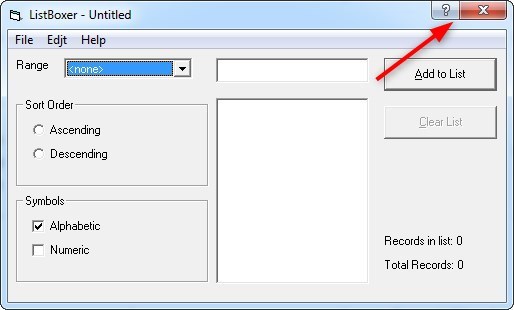 ListBoxer - Untitled
?
File Edjt Help
Range
<none>
Add to List
Sort Order
Ascending
Descending
Clear List
Symbols
Alphabetic
Numeric
Records in list: 0
Total Records: 0